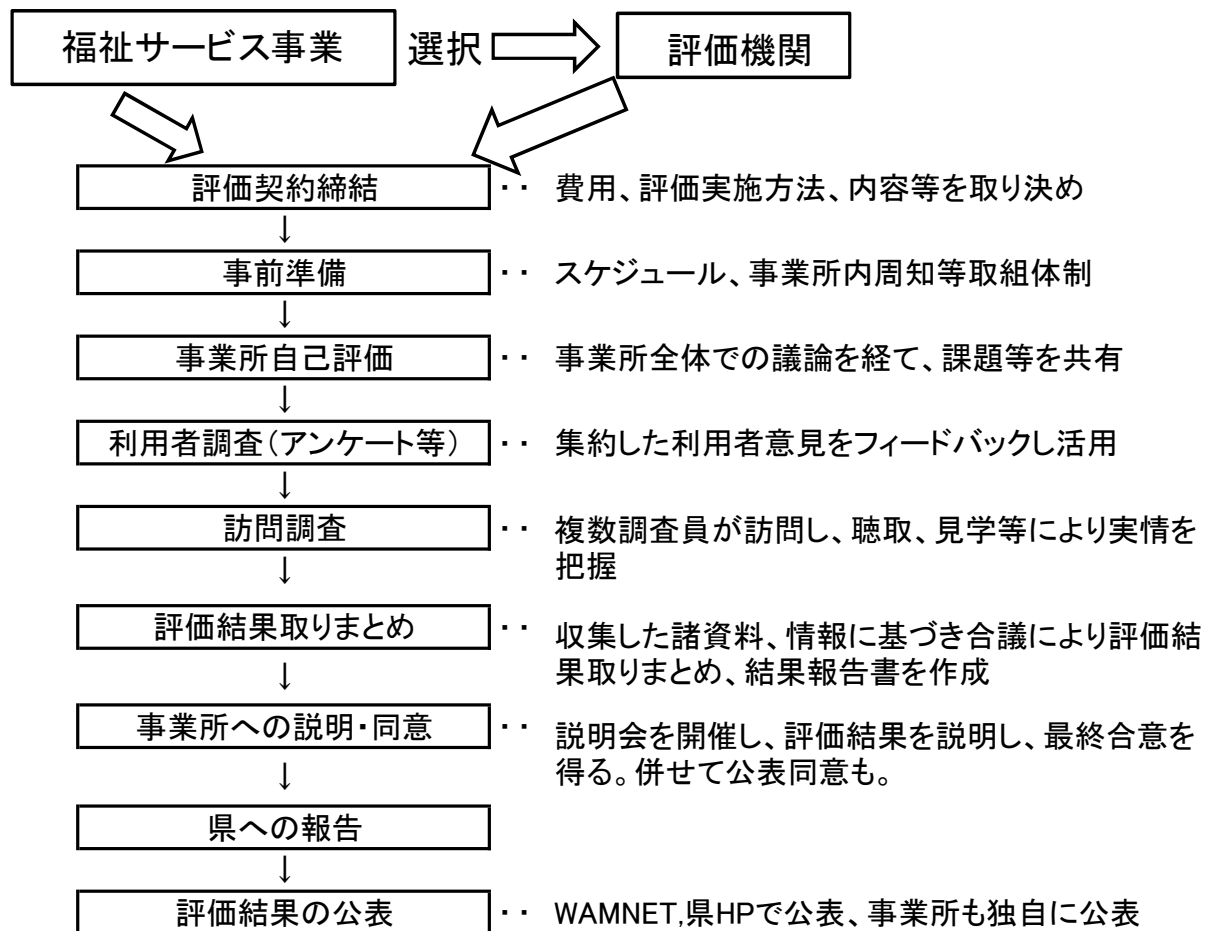 福祉サービス事業 選択 評価機関
評価契約締結 ・・ 費用、評価実施方法、内容等を取り決め
↓
事前準備 ・・ スケジュール、事業所内周知等取組体制
↓
事業所自己評価 ・・ 事業所全体での議論を経て、課題等を共有
↓
利用者調査(アンケート等) ・・ 集約した利用者意見をフィードバックし活用
↓
訪問調査 ・・ 複数調査員が訪問し、聴取、見学等により実情を
把握
↓
評価結果取りまとめ ・・ 収集した諸資料、情報に基づき合議により評価結
果取りまとめ、結果報告書を作成
↓
事業所への説明・同意 ・・ 説明会を開催し、評価結果を説明し、最終合意を
得る。併せて公表同意も。
↓
県への報告
↓
評価結果の公表 ・・ WAMNET,県HPで公表、事業所も独自に公表